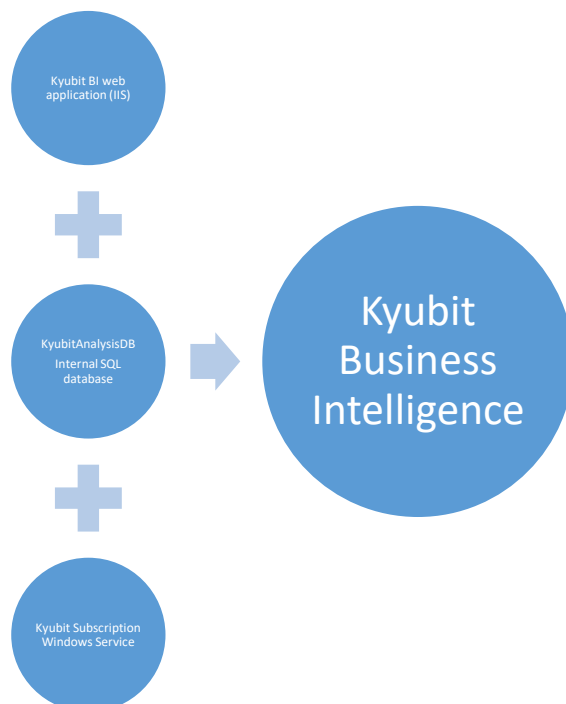 Kyubit BI web
application (IIS)
KyubitAnalysisDB
Internal SQL
database
Kyubit Subscription
Windows Service
Kyubit
Business
Intelligence